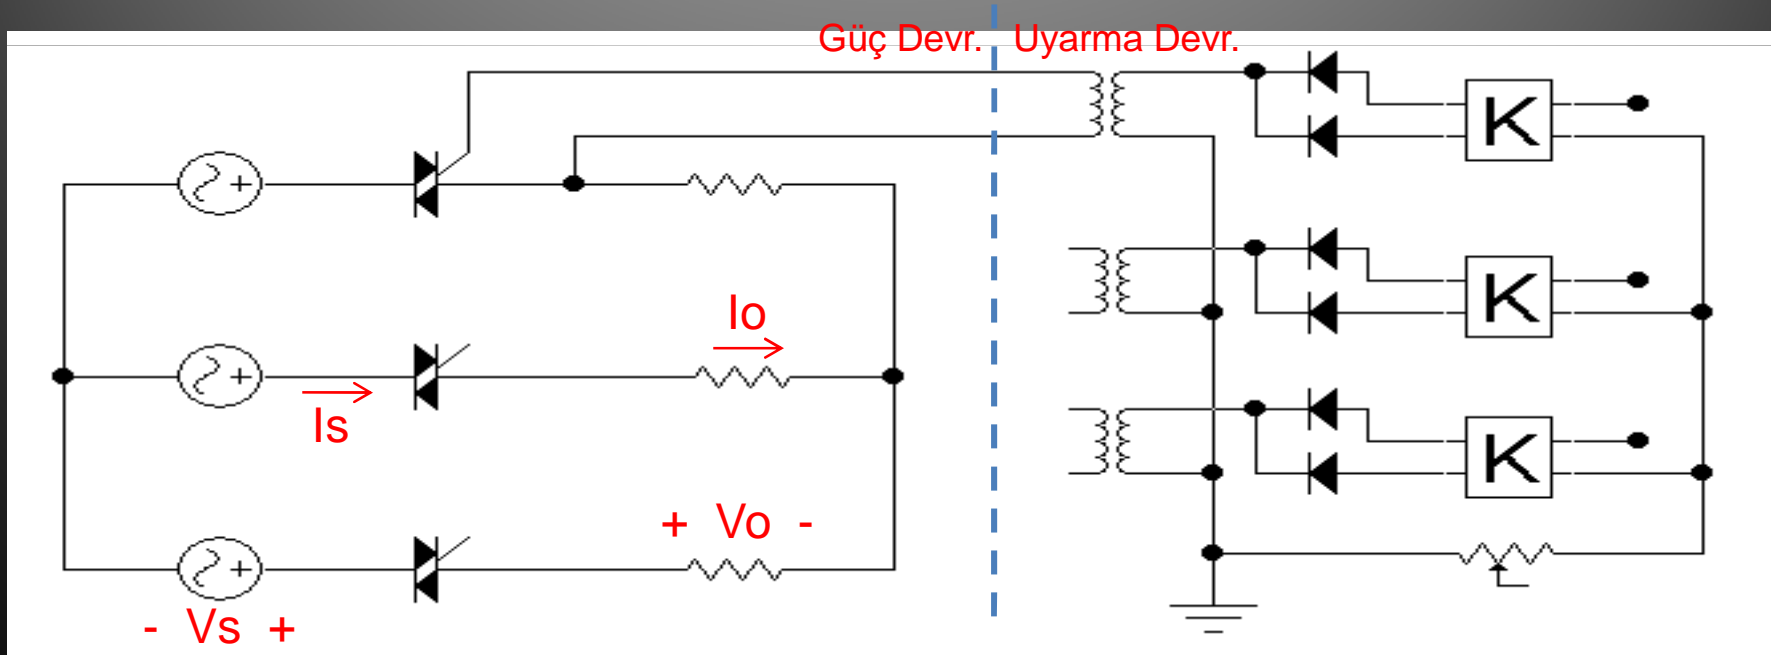 Güç Devr. Uyarma Devr.
K
K
Io
Is
K
+ Vo -
- Vs +